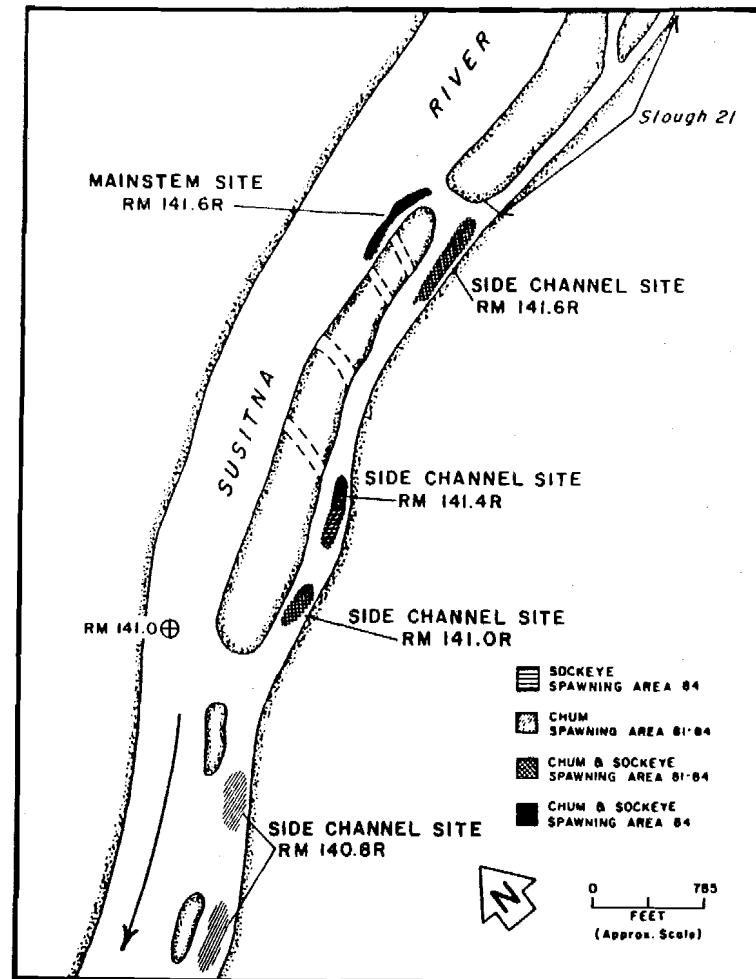 RIVER
Slough 21
MAINSTEM SITE
RM 141.6R
SIDE CHANNEL SITE
RM 141.6R
SUSITNA
SIDE CHANNEL SITE
RM 141.4R
SIDE CHANNEL SITE
RM 141.0R
RM 141.0
SOCKEYE
SPAWNING AREA 84
CHUM
SPAWNING AREA 81-84
CHUM & SOCKEYE
SPAWNING AREA 81-84
CHUM & SOCKEYE
SPAWNING AREA 84
SIDE CHANNEL SITE
RM 140.8R
N
0 785
FEET
(Approx. Scale)